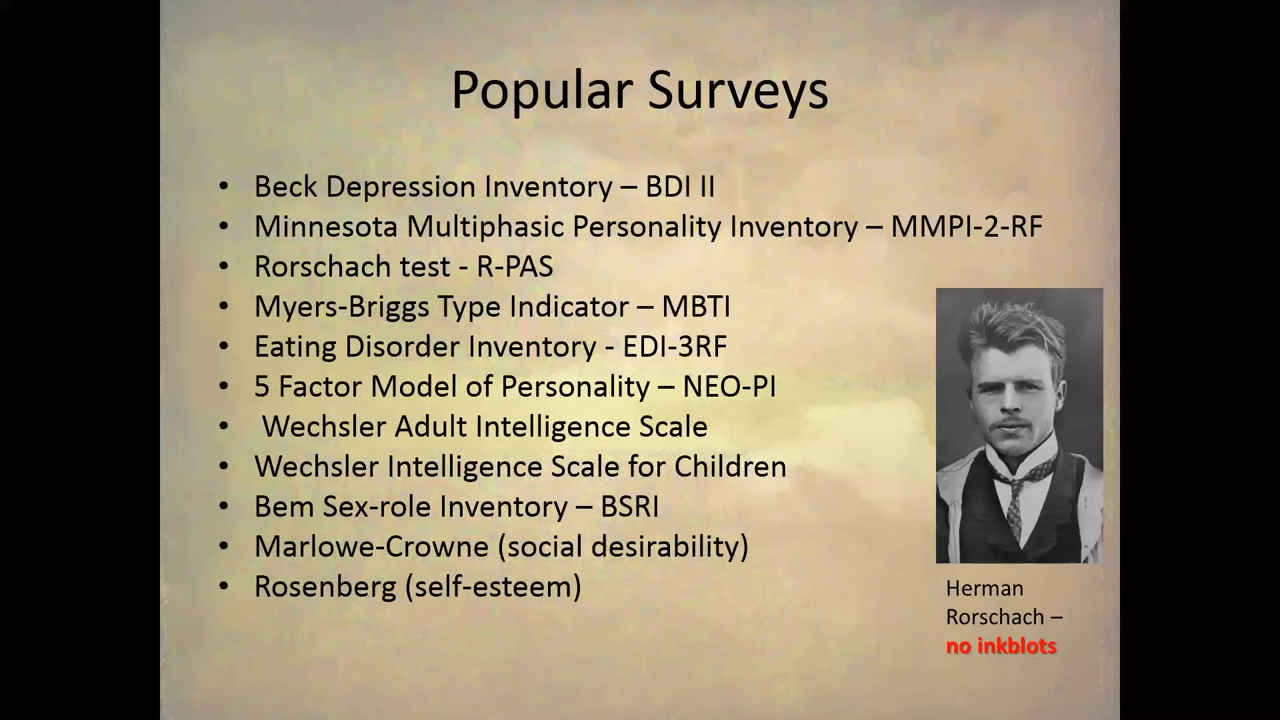 Popular Surveys
• Beck Depression Inventory – BDI II
• Minnesota Multiphasic Personality Inventory – MMPI-2-RF
• Rorschach test - R-PAS
• Myers-Briggs Type Indicator – MBTI
• Eating Disorder Inventory - EDI-3RF
• 5 Factor Model of Personality – NEO-PI
• Wechsler Adult Intelligence Scale
• Wechsler Intelligence Scale for Children
• Bem Sex-role Inventory – BSRI
• Marlowe-Crowne (social desirability)
• Rosenberg (self-esteem)
Herman
Rorschach –
no inkblots